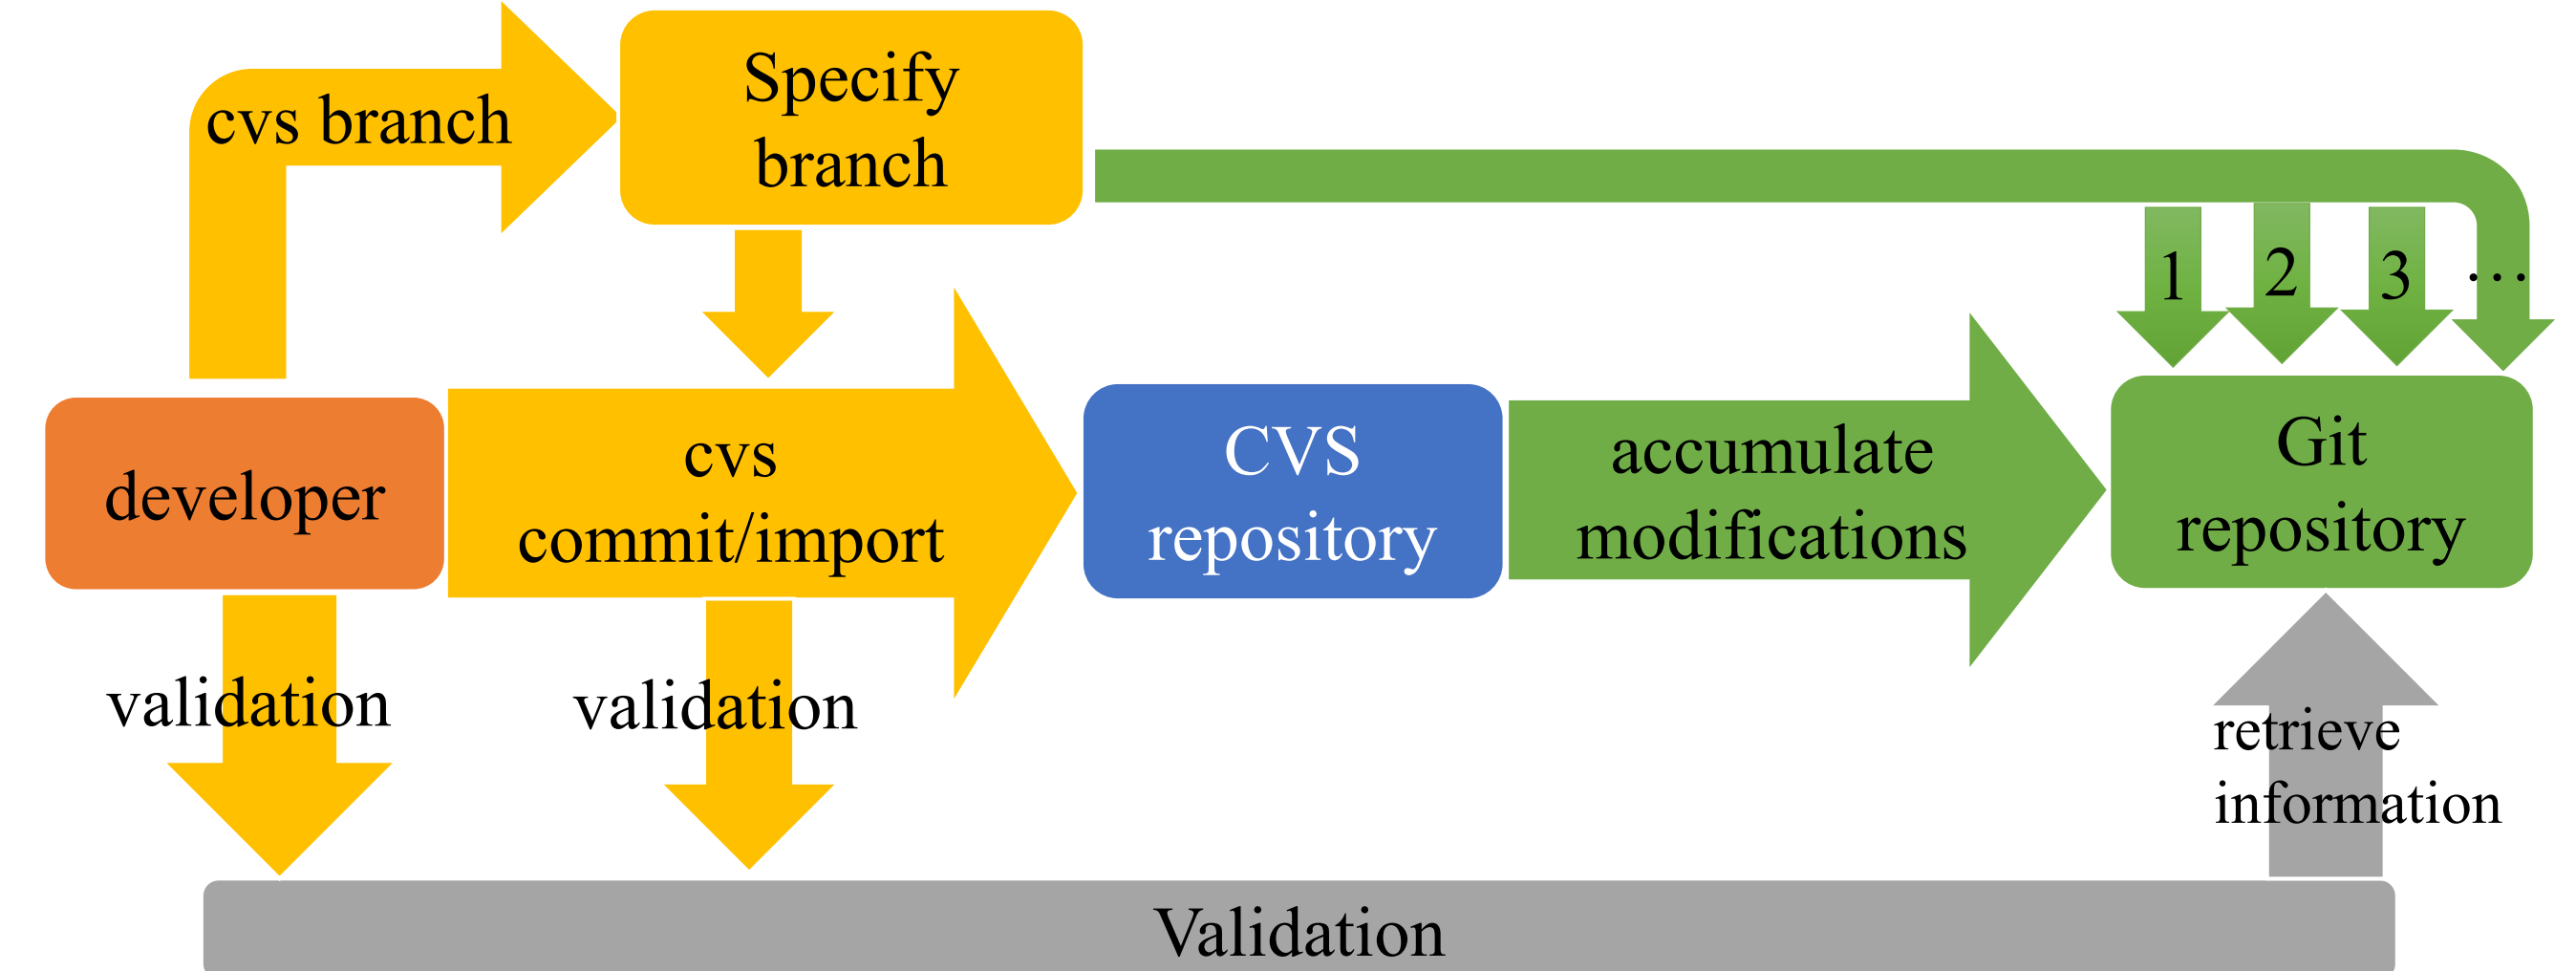 cvs branch
Specify
branch
1
2
3
...
developer
cvs
commit/import
CVS
repository
accumulate
modifications
Git
repository
validation
validation
retrieve
information
Validation